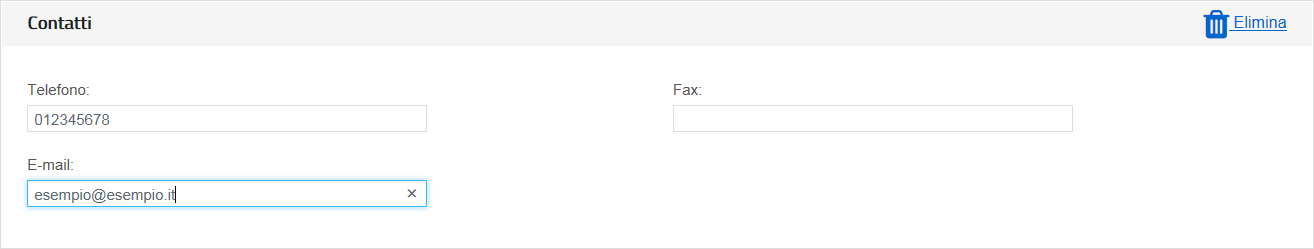 Contatti
Elimina
Telefono:
Fax:
012345678
E-mail:
esempio@esempio.it